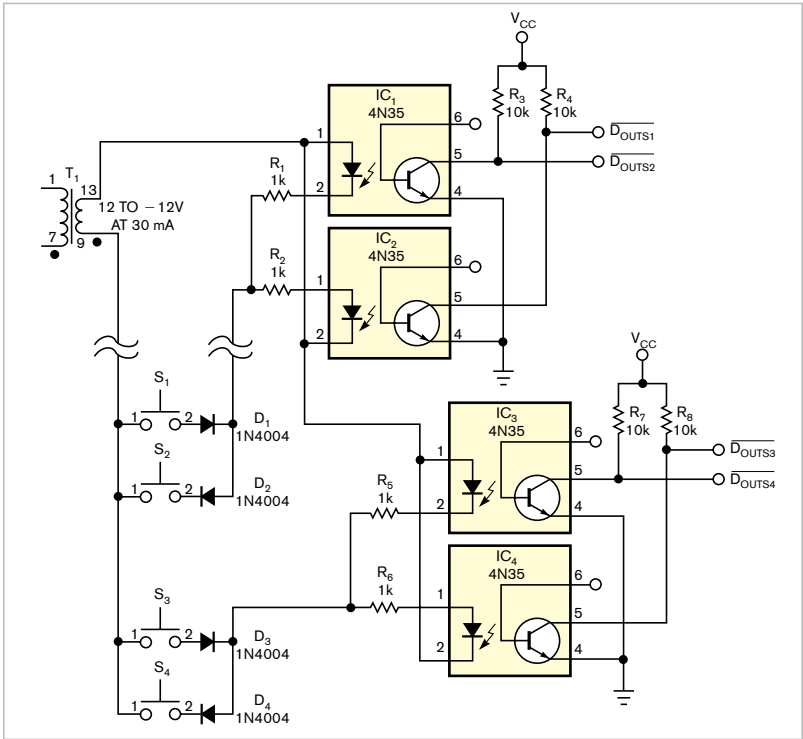 VCC
IC1
4N35
6
R3
10k
R4
10k
DOUTS1
1
5
DOUTS2
R1
1k
2
4
T1
1
13
12 TO – 12V
AT 30 mA
7
9
IC2
4N35
R2
1k
6
1
5
2
4
VCC
S1
1
2
D1
1N4004
IC3
4N35
6
R7
10k
R8
10k
DOUTS3
S2
1
5
DOUTS4
1
2
D2
1N4004
R5
1k
2
4
IC4
4N35
R6
1k
6
S3
1
5
1
2
D3
1N4004
2
4
S4
1
2
D4
1N4004